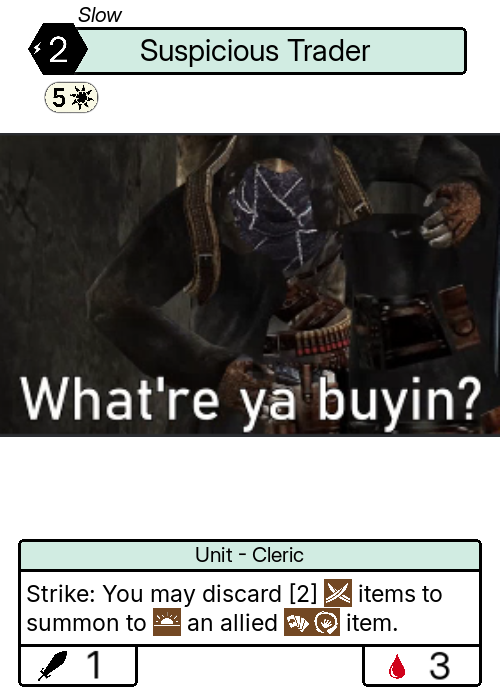 Slow
2
Suspicious Trader
5
What're ya buyin?
Unit - Cleric
Strike: You may discard [2] items to
summon to an allied item.
1
3